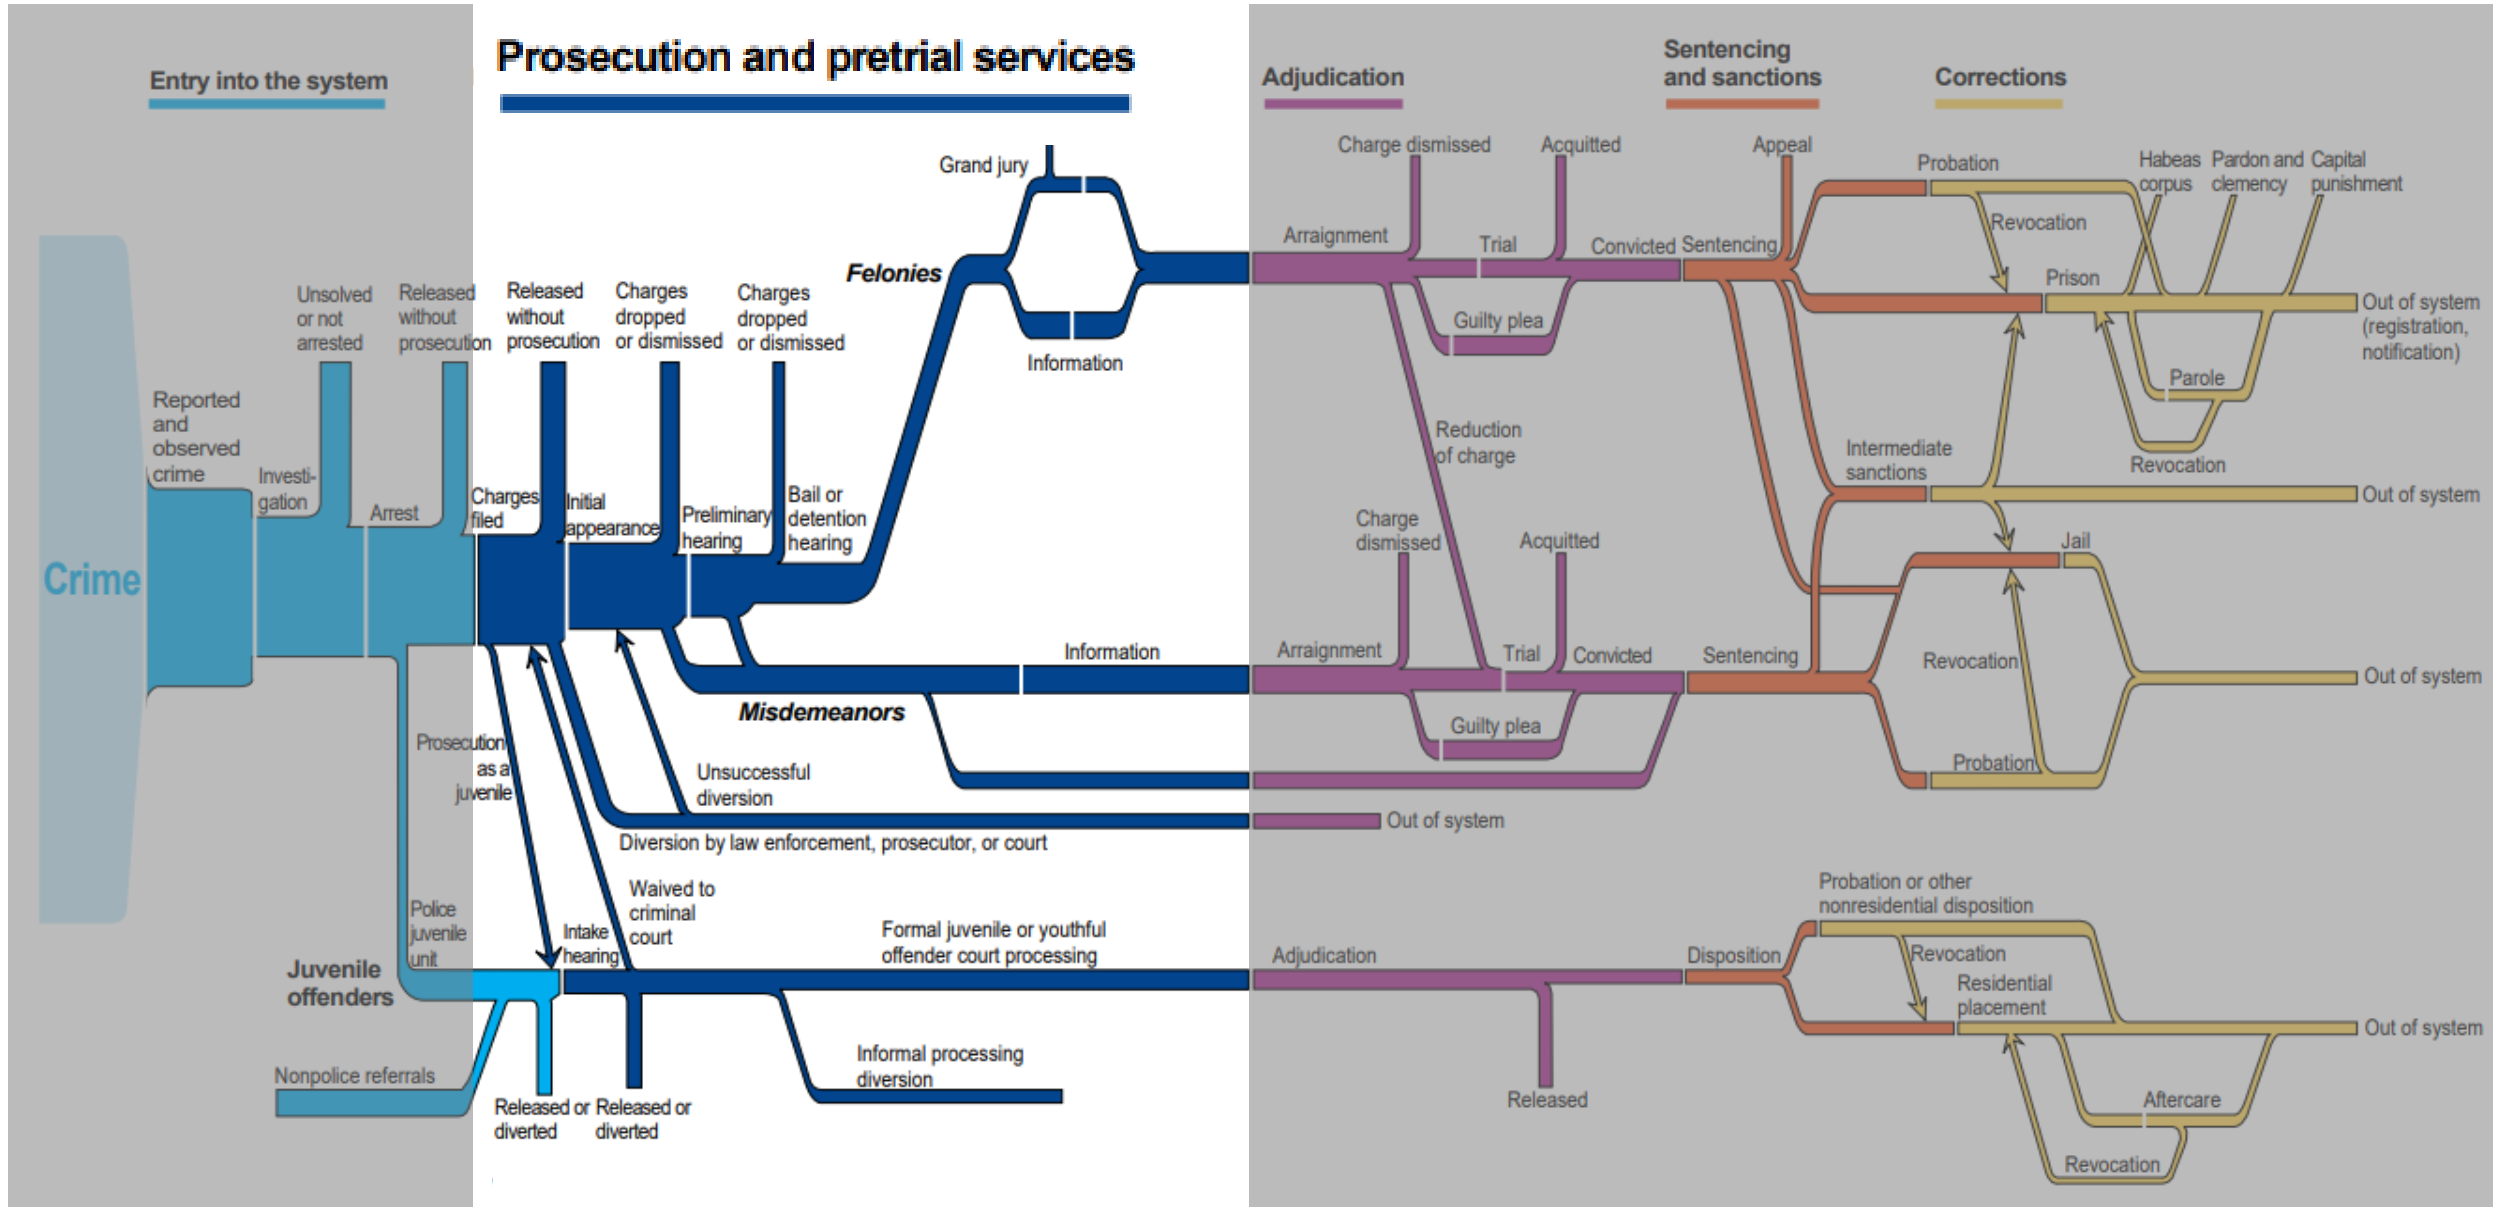 Prosecution and pretrial services
Entry into the system
Adjudication
Sentencing
and sanctions
Corrections
Crime
Reported
and
observed
crime
Investi-
gation
Unsolved
or not
arrested
Arrest
Released
without
prosecution
Charges
filed
Released
without
prosecution
Initial
appearance
Charges
dropped
or dismissed
Preliminary
hearing
Charges
dropped
or dismissed
Bail or
detention
hearing
Felonies
Grand jury
Information
Misdemeanors
Information
Unsuccessful
diversion
Diversion by law enforcement, prosecutor, or court
Prosecution
as a
juvenile
Waived to
criminal
court
Police
juvenile
unit
Juvenile
offenders
Nonpolice referrals
Intake
hearing
Released or
diverted
Released or
diverted
Formal juvenile or youthful
offender court processing
Informal processing
diversion
Arraignment
Charge dismissed
Trial
Acquitted
Convicted
Guilty plea
Reduction
of charge
Sentencing
Appeal
Probation
Revocation
Prison
Habeas
corpus
Pardon and
clemency
Capital
punishment
Out of system
(registration,
notification)
Parole
Revocation
Intermediate
sanctions
Out of system
Arraignment
Charge
dismissed
Trial
Acquitted
Convicted
Guilty plea
Out of system
Sentencing
Jail
Revocation
Probation
Out of system
Adjudication
Released
Disposition
Probation or other
nonresidential disposition
Revocation
Residential
placement
Out of system
Aftercare
Revocation